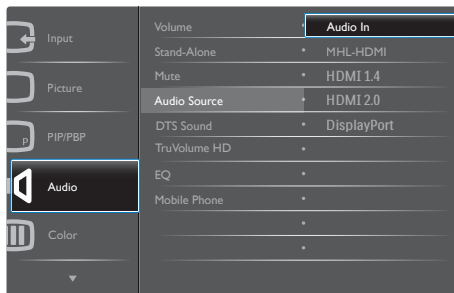 Input
Picture
P
PIP/PBP
Audio
Color
Volume
Stand-Alone
Mute
Audio Source
DTS Sound
TruVolume HD
EQ
Mobile Phone
Audio In
MHL-HDMI
HDMI 1.4
HDMI 2.0
DisplayPort